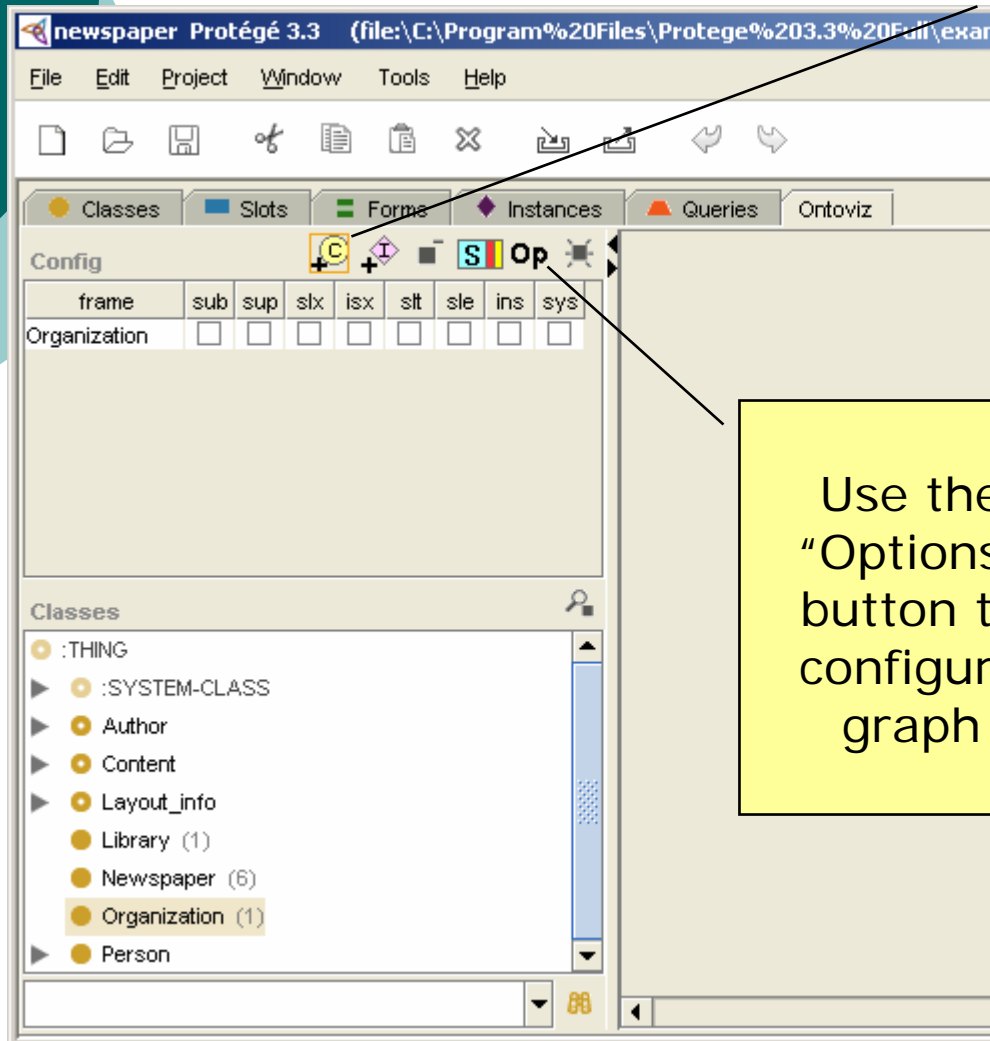 newspaper Protégé 3.3 (file:\C:\Program%20Files\Protege%203.3%20Full\exam
File Edit Project Window Tools Help
Classes Slots Forms Instances Queries Ontoviz
Config C I S Op
frame sub sup slx isx slt sle ins sys
Organization
Use the
“Options
button t
configur
graph
Classes
:THING
:SYSTEM-CLASS
Author
Content
Layout_info
Library (1)
Newspaper (6)
Organization (1)
Person